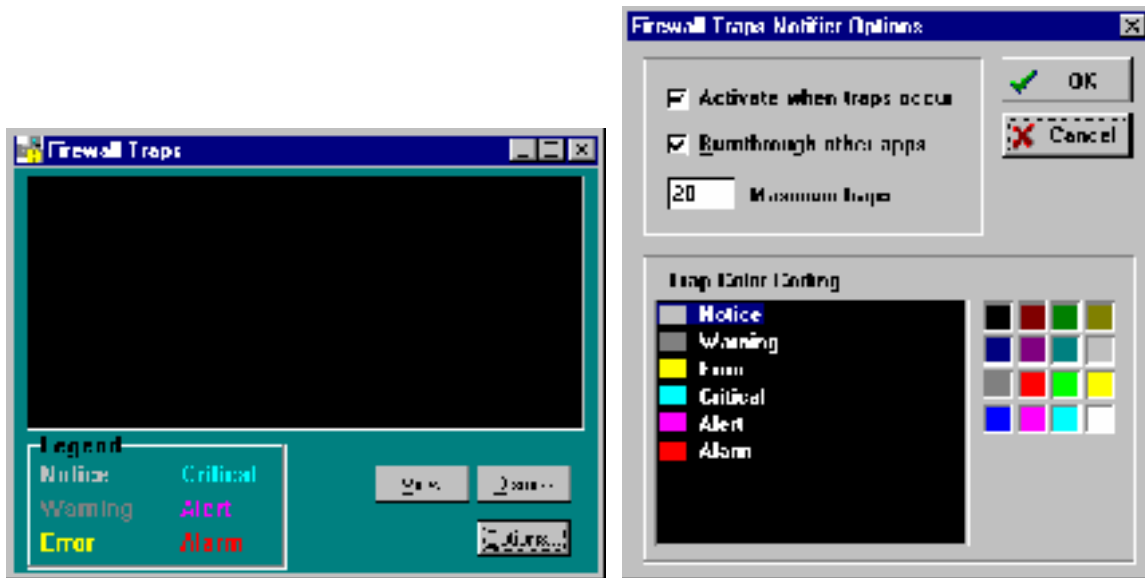 Firewall Traps
Legend
Notice
Critical
Warning
Alert
Error
Alarm
Options...
Firewall Traps Notifier Options
Activate when traps occur
OK
Burnthrough other apps
Cancel
20 Maximum traps
Trap Color Coding
Notice
Warning
Error
Critical
Alert
Alarm